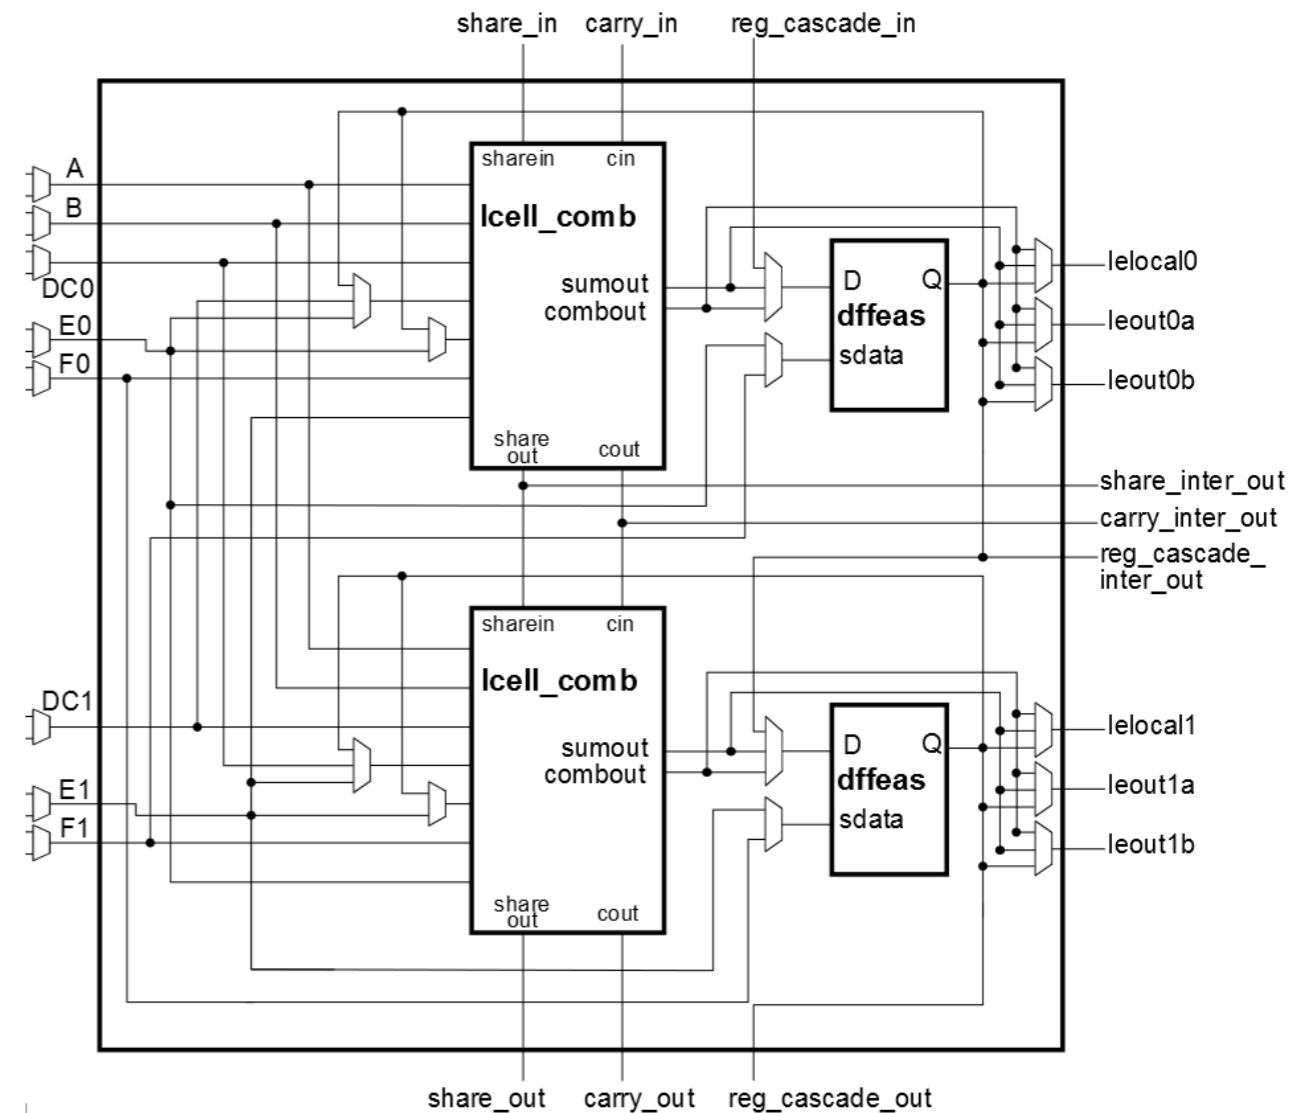 share_in carry_in reg_cascade_in
A
sharein cin
B
lcell_comb
DC0
sumout
combout
D Q
dffeas
sdata
lelocal0
E0
leout0a
F0
leout0b
share
out
cout
share_inter_out
carry_inter_out
reg_cascade_
inter_out
sharein cin
lcell_comb
DC1
sumout
combout
D Q
dffeas
sdata
lelocal1
E1
leout1a
F1
leout1b
share
out
cout
share_out carry_out reg_cascade_out